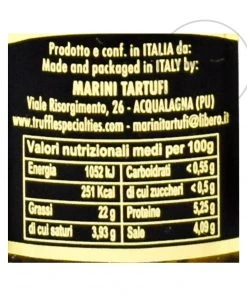 Prodotto e conf. in ITALIA da:
Made and packaged in ITALY by:
MARINI TARTUFI
Viale Risorgimento, 26 - ACQUALAGNA (PU)
www.trufflespecialties.com - marinitartufi@libero.it
Valori nutrizionali medi per 100g
Energia 1052 kJ Carboidrati < 0,55 g
251 Kcal di cui zuccheri < 0,5 g
Grassi 22 g Proteine 5,25 g
di cui saturi 3,93 g Sale 4,09 g